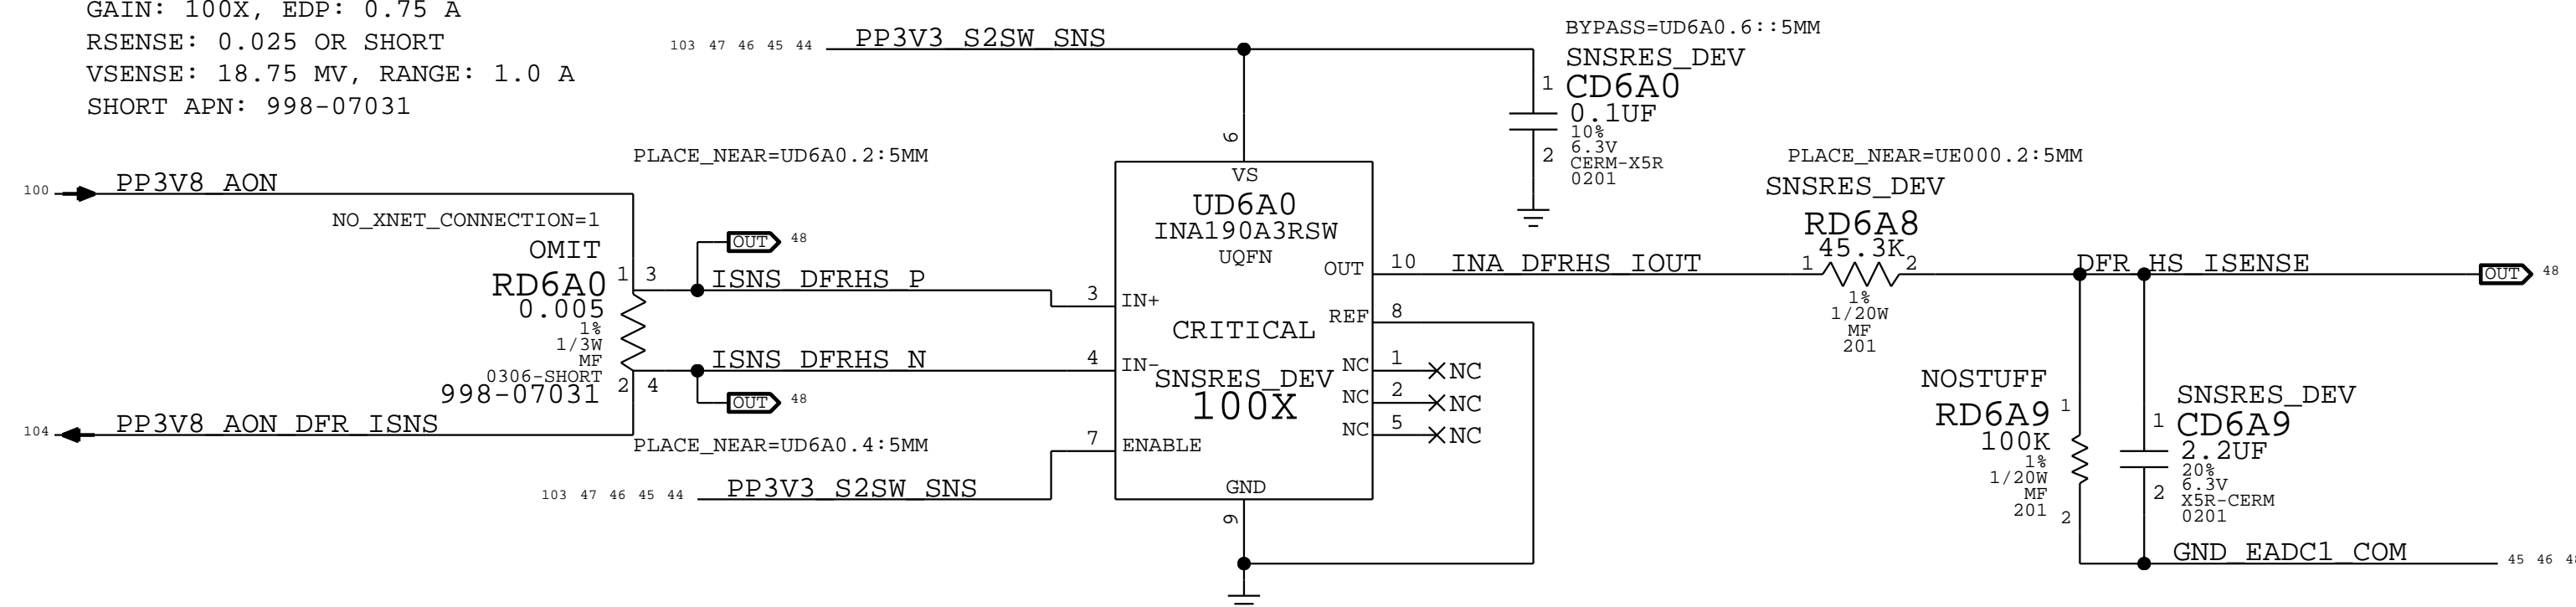 GAIN: 100X, EDP: 0.75 A
RSENSE: 0.025 OR SHORT
VSENSE: 18.75 MV, RANGE: 1.0 A
SHORT APN: 998-07031
103 47 46 45 44 PP3V3_S2SW_SNS
BYPASS=UD6A0.6::5MM
SNSRES_DEV
1 CD6A0
0.1UF
10%
6.3V
2 CERM-X5R
0201
PLACE_NEAR=UD6A0.2:5MM
100 PP3V8_AON
NO_XNET_CONNECTION=1
OMIT
RD6A0 1 3
0.005
1%
1/3W
MF
0306-SHORT
998-07031 2 4
OUT 48
ISNS_DFRHS_P
ISNS_DFRHS_N
OUT 48
104 PP3V8_AON_DFR_ISNS
PLACE_NEAR=UD6A0.4:5MM
103 47 46 45 44 PP3V3_S2SW_SNS
6
VS
UD6A0
INA190A3RSW
UQFN
3 IN+
4 IN-
7 ENABLE
CRITICAL
SNSRES_DEV
100X
GND
9
OUT 10 INA_DFRHS_IOUT
REF 8
NC 1 NC
NC 2 NC
NC 5 NC
PLACE_NEAR=UE000.2:5MM
SNSRES_DEV
RD6A8
45.3K
1 2
1%
1/20W
MF
201
DFR_HS_ISENSE
OUT 48
NOSTUFF
RD6A9 1
100K
1%
1/20W
MF
201 2
SNSRES_DEV
1 CD6A9
2.2UF
20%
6.3V
2 X5R-CERM
0201
GND_EADC1_COM 45 46